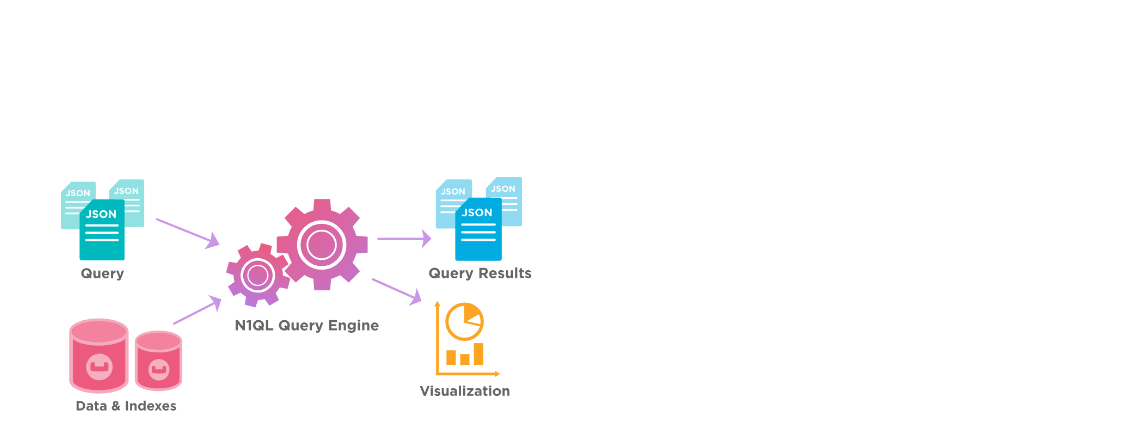 JSON
JSON
JSON
Query
Data & Indexes
N1QL Query Engine
JSON
JSON
JSON
Query Results
Visualization